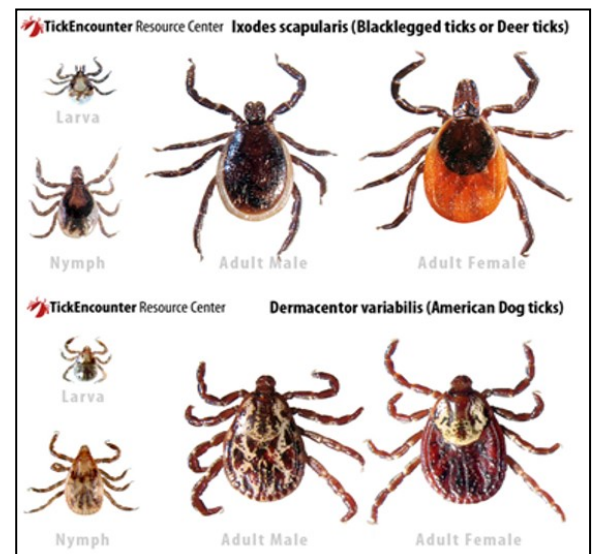 TickEncounter Resource Center Ixodes scapularis (Blacklegged ticks or Deer ticks)
Larva
Nymph
Adult Male
Adult Female
TickEncounter Resource Center Dermacentor variabilis (American Dog ticks)
Larva
Nymph
Adult Male
Adult Female